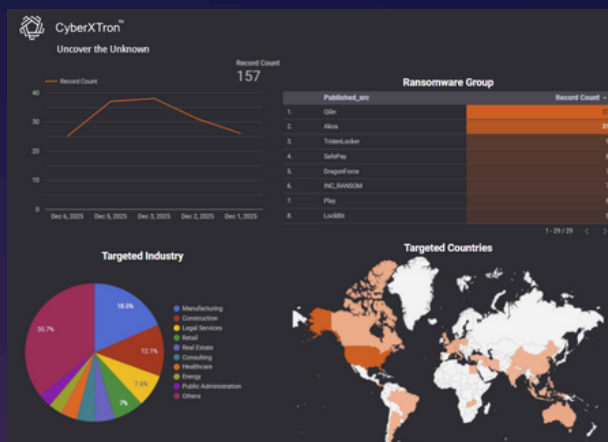 CyberXTron™
Uncover the Unknown
Record Count
157
Record Count
40
30
20
10
0
Dec 6, 2025
Dec 5, 2025
Dec 3, 2025
Dec 2, 2025
Dec 1, 2025
Ransomware Group
Published_src Record Count
1. Qilin
2. Akira
3. TridentLocker
4. SafePay
5. DragonForce
6. INC_RANSOM
7. Play
8. LockBit
1 - 29 / 29 < >
Targeted Industry
18.5%
12.1%
7.6%
7%
35.7%
Manufacturing
Construction
Legal Services
Retail
Real Estate
Consulting
Healthcare
Energy
Public Administration
Others
Targeted Countries